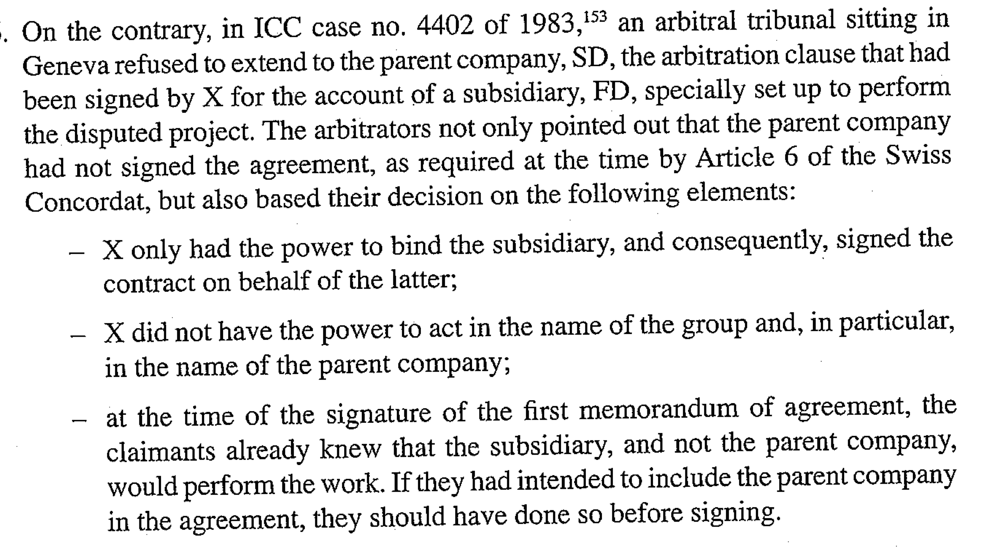 . On the contrary, in ICC case no. 4402 of 1983,153 an arbitral tribunal sitting in
Geneva refused to extend to the parent company, SD, the arbitration clause that had
been signed by X for the account of a subsidiary, FD, specially set up to perform
the disputed project. The arbitrators not only pointed out that the parent company
had not signed the agreement, as required at the time by Article 6 of the Swiss
Concordat, but also based their decision on the following elements:
– X only had the power to bind the subsidiary, and consequently, signed the
contract on behalf of the latter;
– X did not have the power to act in the name of the group and, in particular,
in the name of the parent company;
– at the time of the signature of the first memorandum of agreement, the
claimants already knew that the subsidiary, and not the parent company,
would perform the work. If they had intended to include the parent company
in the agreement, they should have done so before signing.